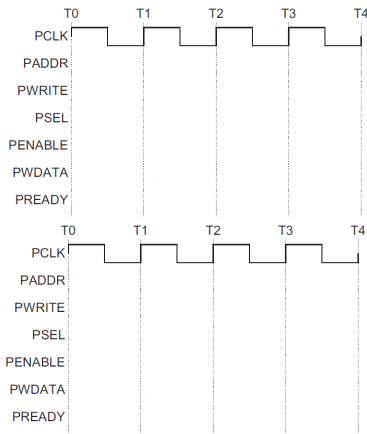 T0 T1 T2 T3 T4
PCLK
PADDR
PWRITE
PSEL
PENABLE
PWDATA
PREADY
T0 T1 T2 T3 T4
PCLK
PADDR
PWRITE
PSEL
PENABLE
PWDATA
PREADY